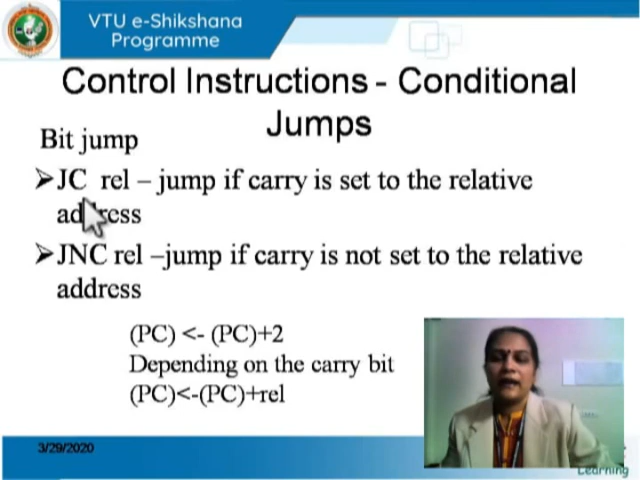 VTU e-Shikshana
Programme
Control Instructions - Conditional
Jumps
Bit jump
➢JC rel – jump if carry is set to the relative
address
➢JNC rel –jump if carry is not set to the relative
address
(PC) <- (PC)+2
Depending on the carry bit
(PC)<-(PC)+rel
3/29/2020
Learning